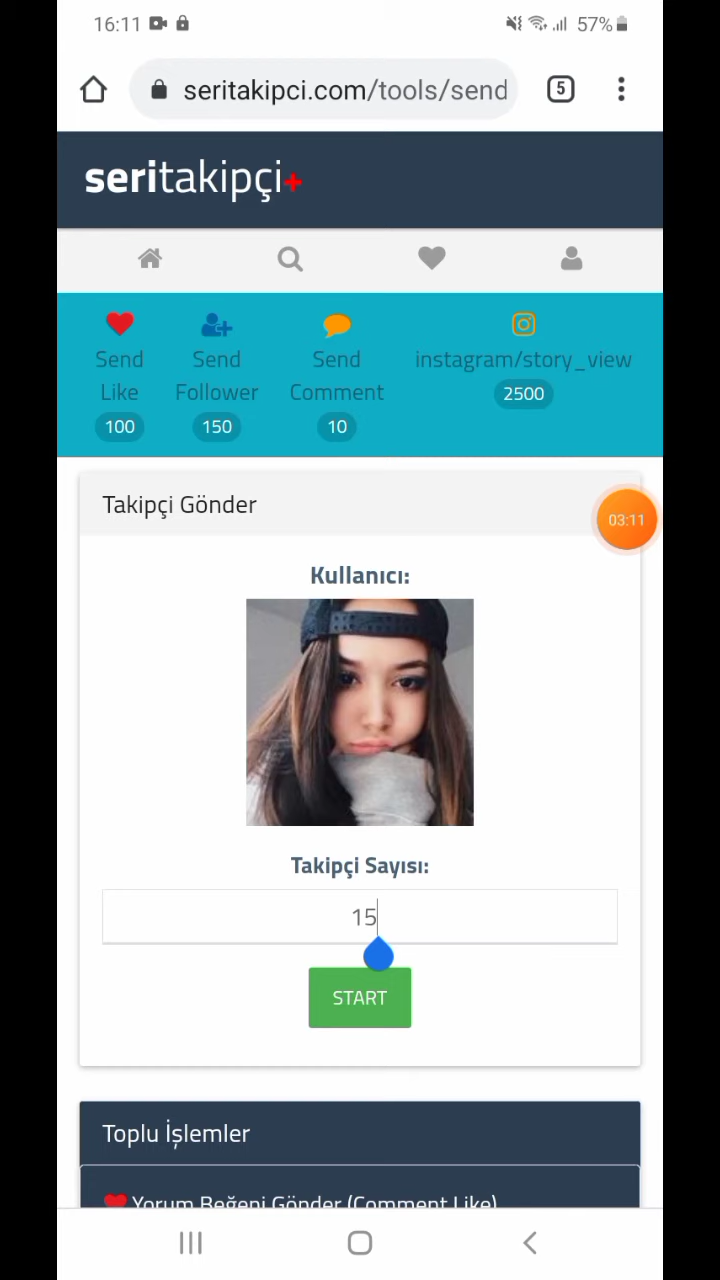 16:11
57%
seritakipci.com/tools/send
5
seritakipçi+
Send Like
100
Send Follower
150
Send Comment
10
instagram/story_view
2500
Takipçi Gönder
03:11
Kullanıcı:
Takipçi Sayısı:
15
START
Toplu İşlemler
Yorum Beğeni Gönder (Comment Like)